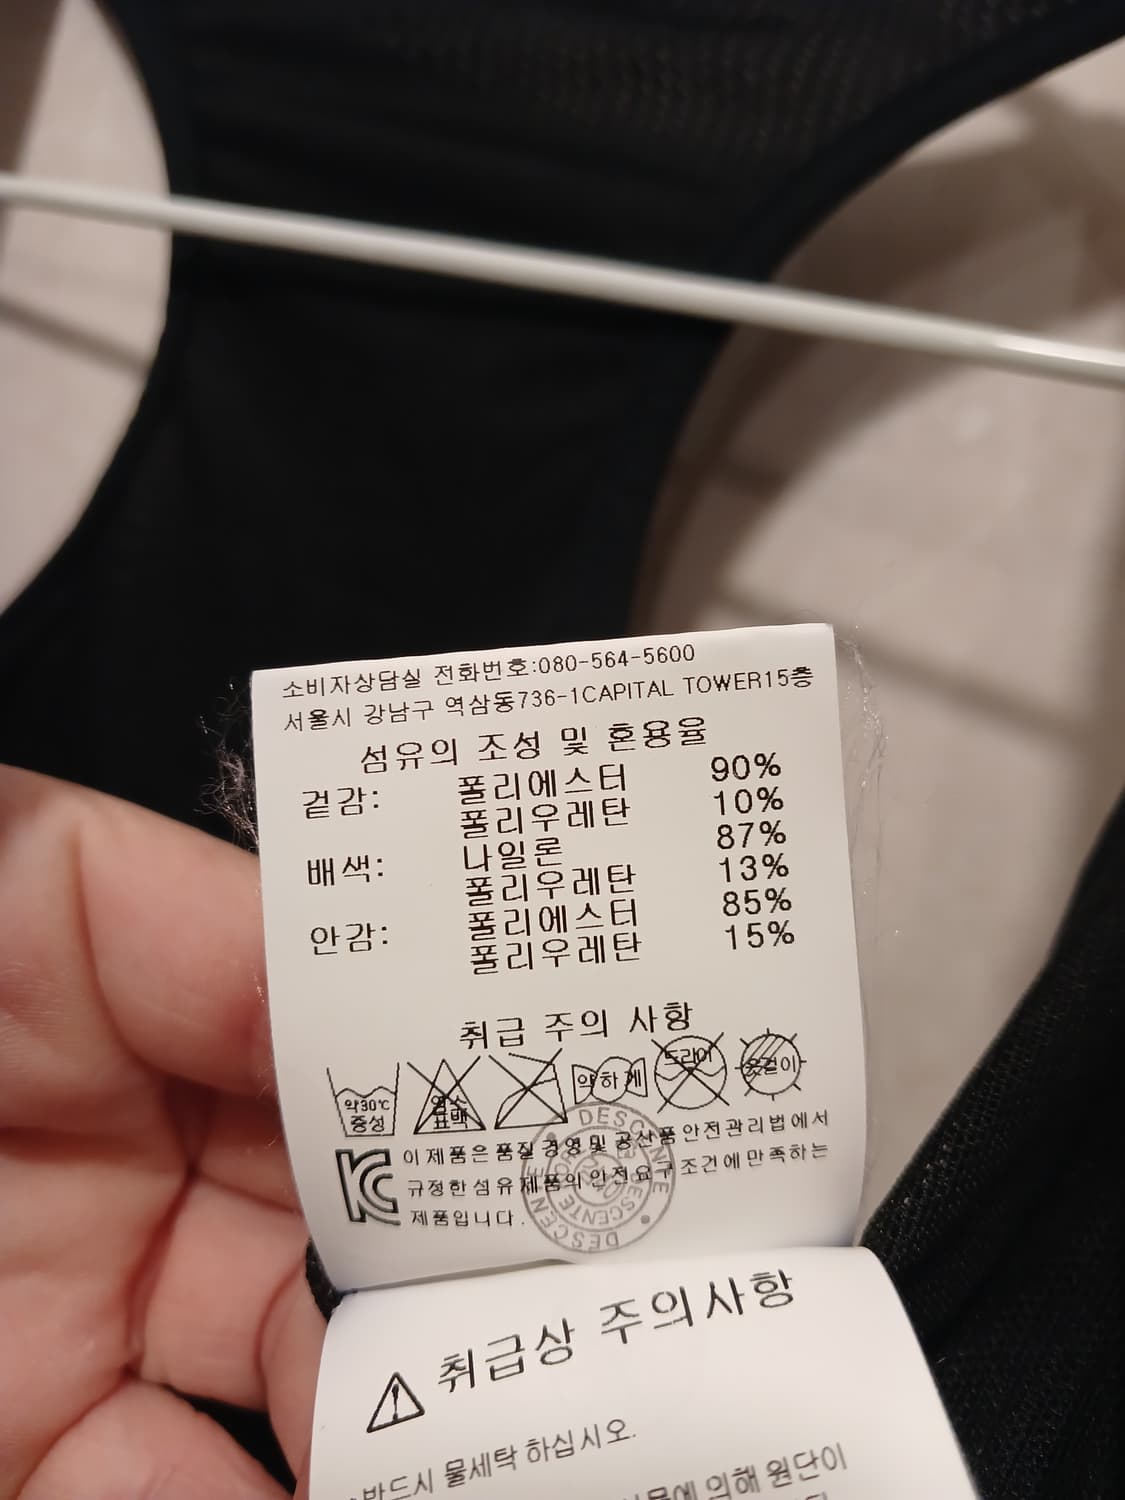 소비자상담실 전화번호:080-564-5600
서울시 강남구 역삼동736-1CAPITAL TOWER15층
섬유의 조성 및 혼용율
겉감: 폴리에스터 90%
폴리우레탄 10%
배색: 나일론 87%
폴리우레탄 13%
안감: 폴리에스터 85%
폴리우레탄 15%
취급 주의 사항
약30℃ 중성 염소 표백 약하게 드라이 옷걸이
이 제품은 품질 경영 및 공산품 안전관리법에서
규정한 섬유제품의 안전요구 조건에 만족하는
제품입니다.
DESCENTE
취급상 주의사항
반드시 물세탁 하십시오.
에 의해 원단이